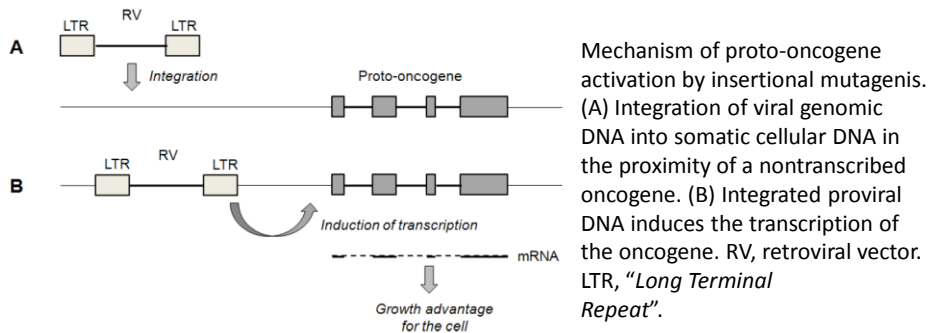 RV
LTR LTR
A
Integration
Proto-oncogene
RV
LTR LTR
B
Induction of transcription
mRNA
Growth advantage
for the cell
Mechanism of proto-oncogene
activation by insertional mutagenis.
(A) Integration of viral genomic
DNA into somatic cellular DNA in
the proximity of a nontranscribed
oncogene. (B) Integrated proviral
DNA induces the transcription of
the oncogene. RV, retroviral vector.
LTR, “Long Terminal
Repeat”.